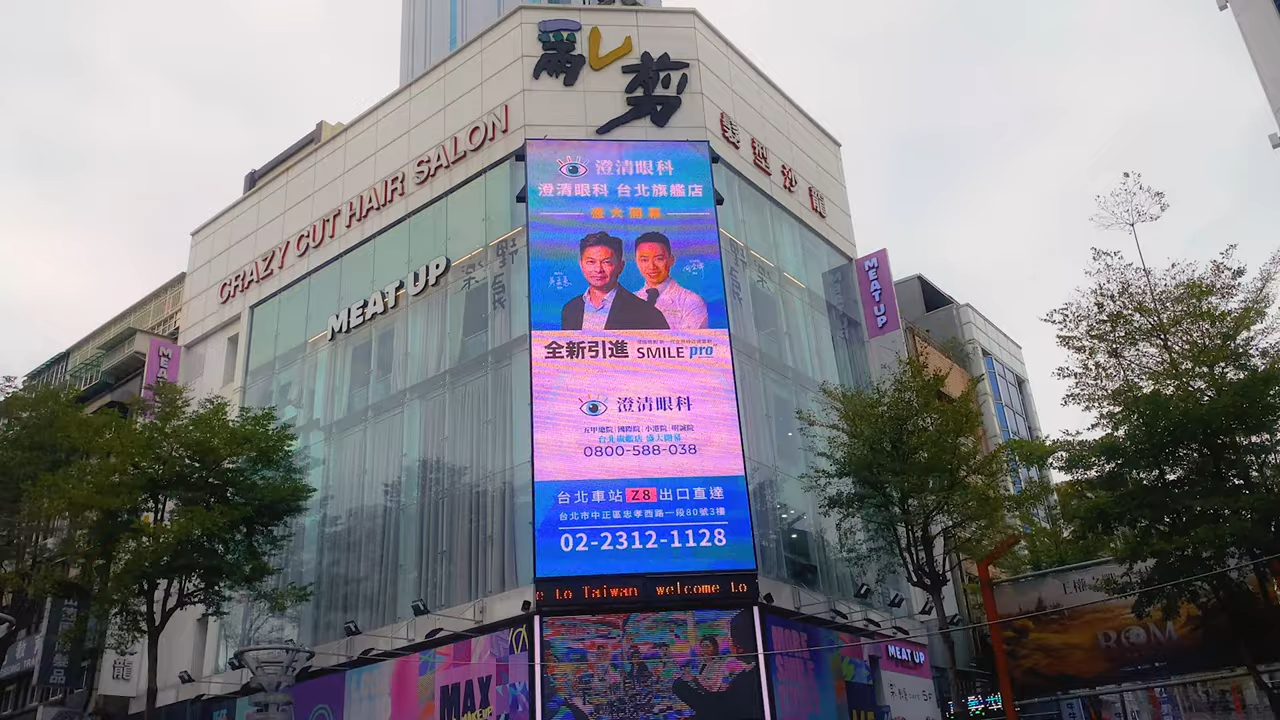 亂剪
CRAZY CUT HAIR SALON
髮型沙龍
MEAT UP
MEAT UP
澄清眼科
澄清眼科 台北旗艦店
盛大開幕
全新引進 SMILE pro
澄清眼科
五甲總院 國際院 小港院 明誠院
台北旗艦店 盛大開幕
0800-588-038
台北車站 Z8 出口直達
台北市中正區忠孝西路一段80號3樓
02-2312-1128
e to Taiwan welcome to
MEAT UP
MAX
龍
ROM